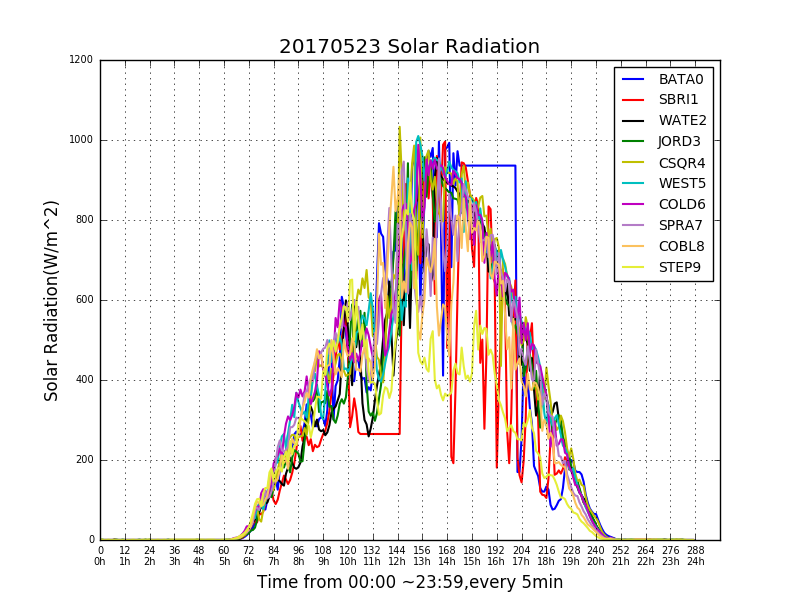 20170523 Solar Radiation
1200
1000
800
600
400
200
0
Solar Radiation(W/m^2)
BATA0
SBRI1
WATE2
JORD3
CSQR4
WEST5
COLD6
SPRA7
COBL8
STEP9
0 12 24 36 48 60 72 84 96 108 120 132 144 156 168 180 192 204 216 228 240 252 264 276 288
0h 1h 2h 3h 4h 5h 6h 7h 8h 9h 10h 11h 12h 13h 14h 15h 16h 17h 18h 19h 20h 21h 22h 23h 24h
Time from 00:00 ~23:59,every 5min